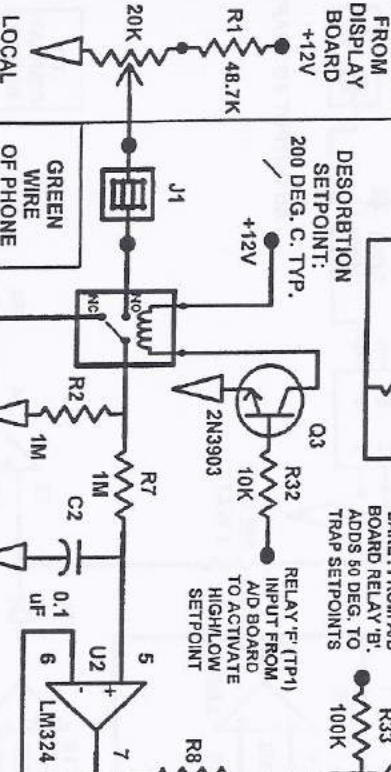 FROM
DISPLAY
BOARD
+12V
R1
48.7K
20K
LOCAL
J1
GREEN
WIRE
OF PHONE
DESORBTION
SETPOINT:
200 DEG. C. TYP.
+12V
NO
NC
Q3
2N3903
R32
10K
R2
1M
R7
1M
C2
0.1
uF
RELAY 'F' (TP1)
INPUT FROM
A/D BOARD
TO ACTIVATE
HIGH/LOW
SETPOINT
BOARD RELAY 'B'.
ADDS 50 DEG. TO
TRAP SETPOINTS
R33
100K
U2
5
6
7
+
-
LM324
R8